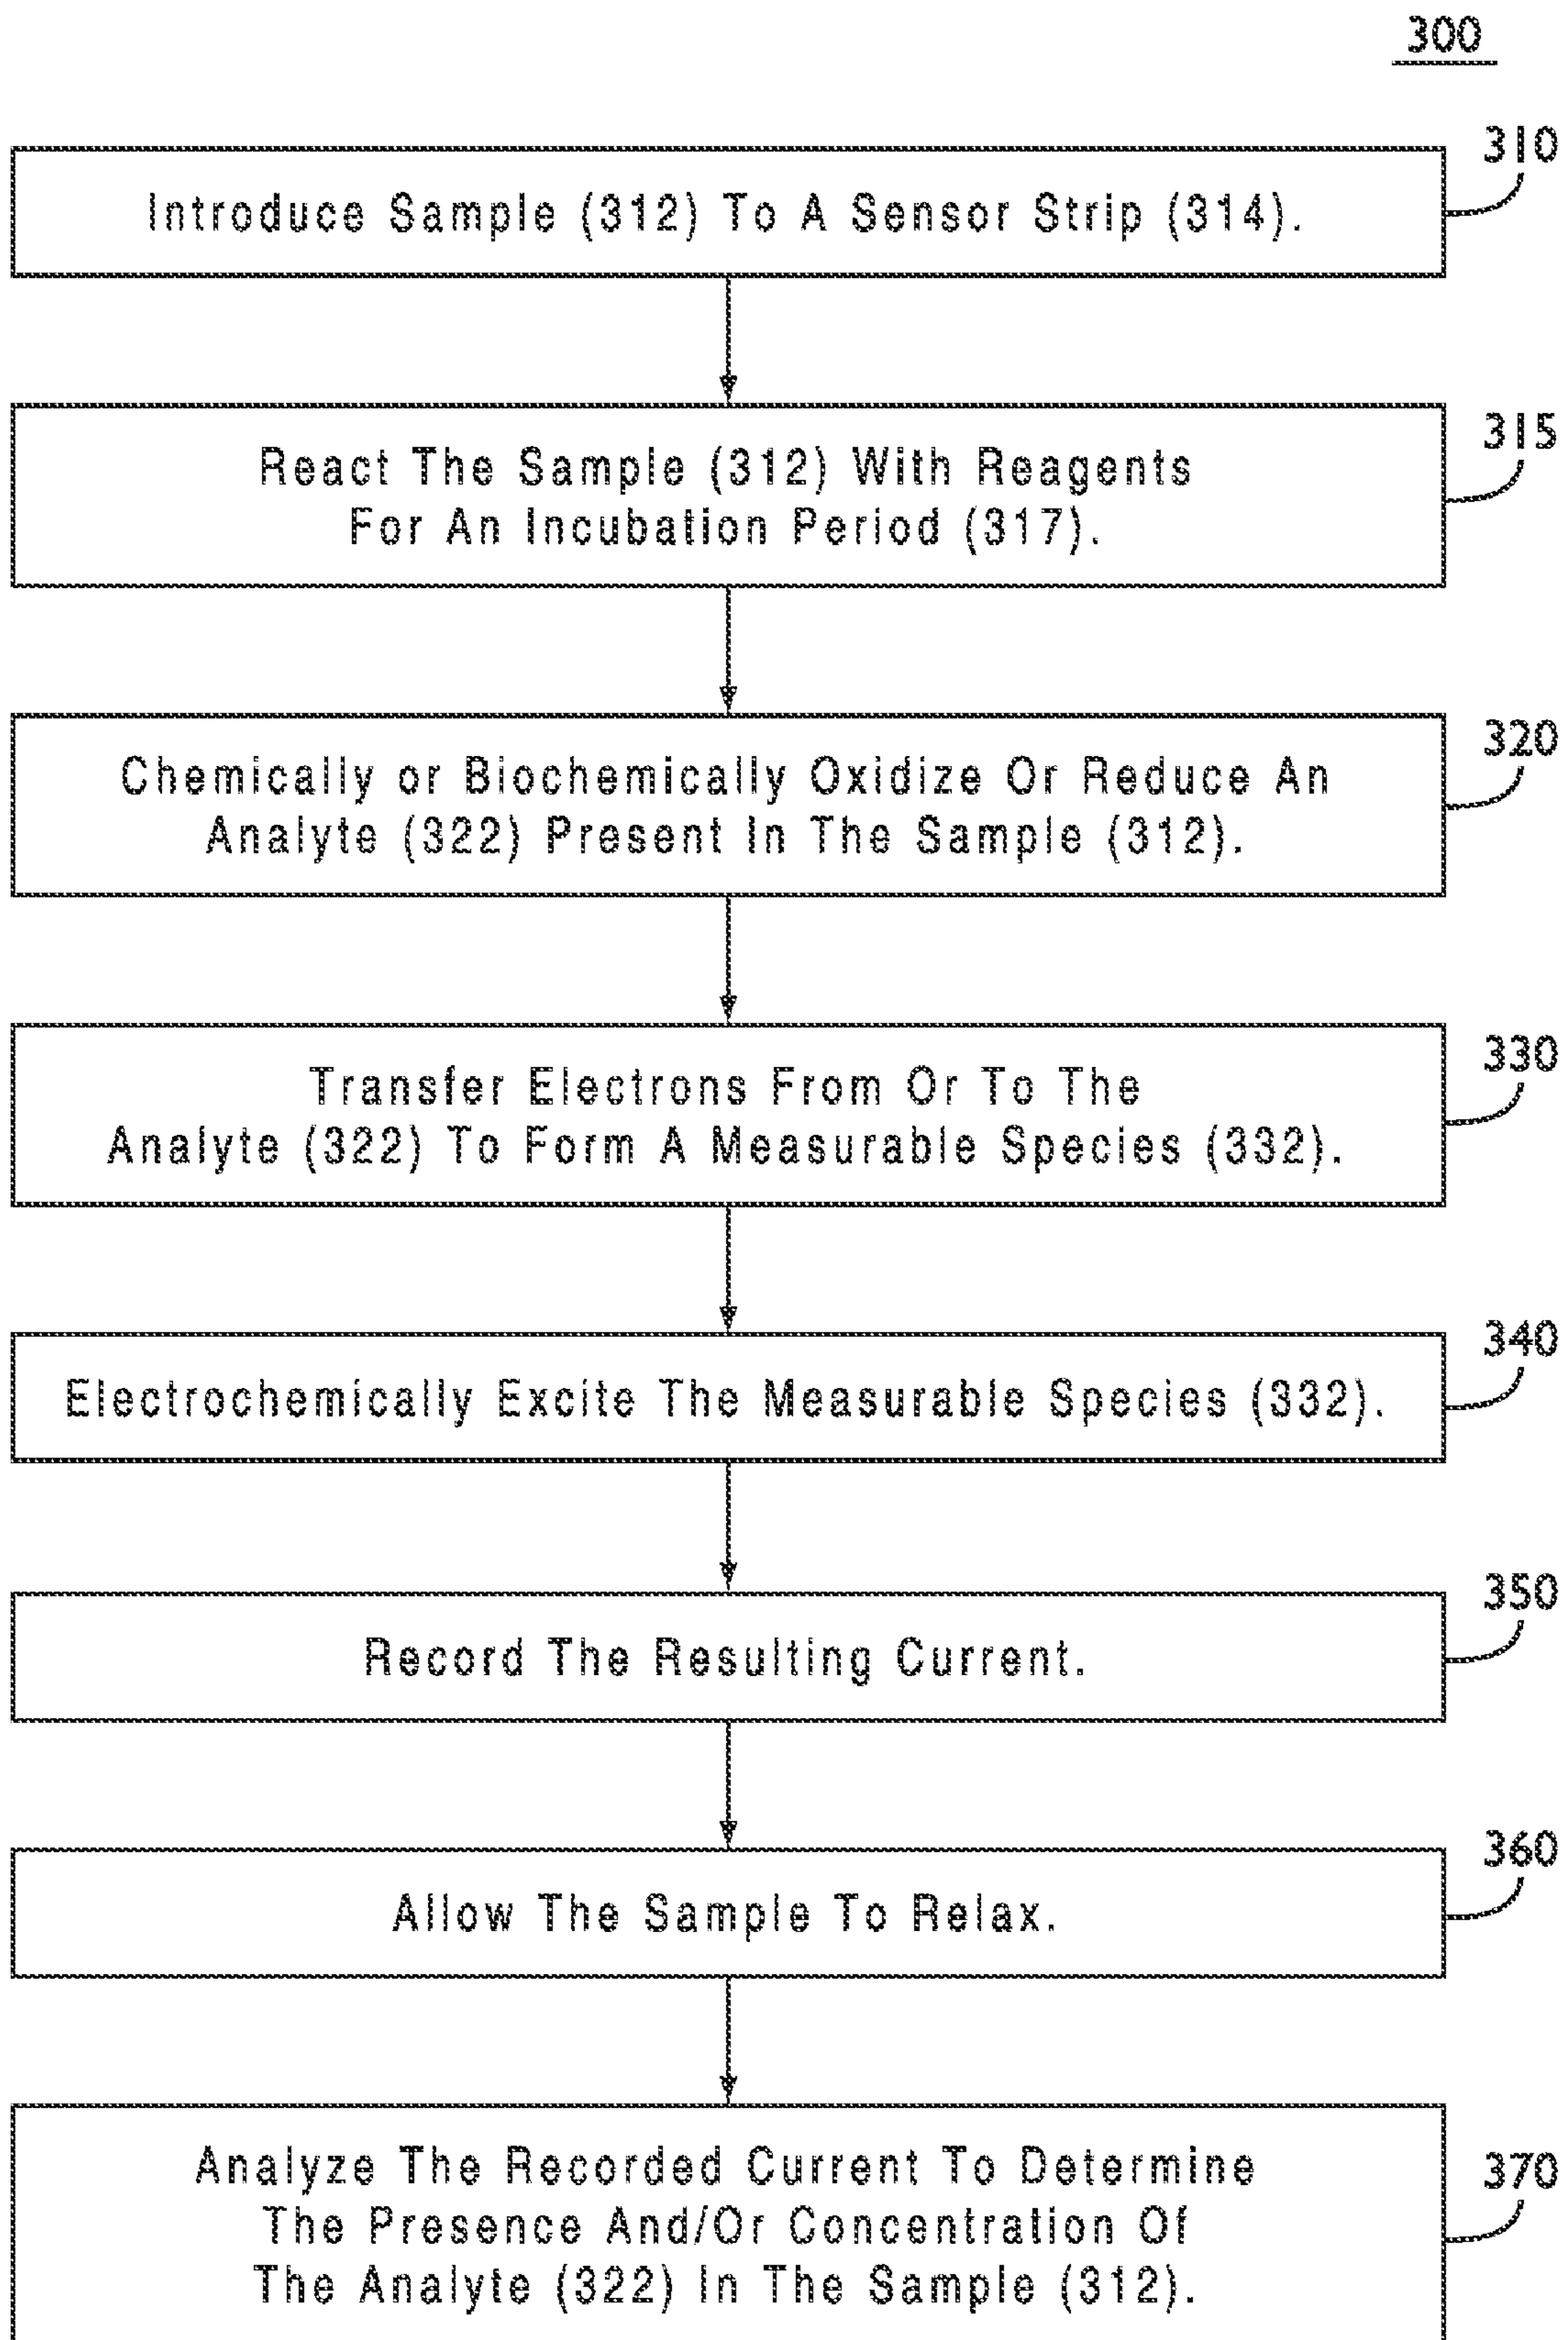 300
310
Introduce Sample (312) To A Sensor Strip (314).
315
React The Sample (312) With Reagents
For An Incubation Period (317).
320
Chemically or Biochemically Oxidize Or Reduce An
Analyte (322) Present In The Sample (312).
330
Transfer Electrons From Or To The
Analyte (322) To Form A Measurable Species (332).
340
Electrochemically Excite The Measurable Species (332).
350
Record The Resulting Current.
360
Allow The Sample To Relax.
370
Analyze The Recorded Current To Determine
The Presence And/Or Concentration Of
The Analyte (322) In The Sample (312).